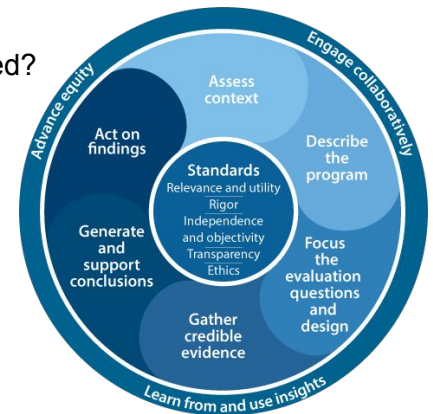 ed?
Advance equity
Engage collaboratively
Learn from and use insights
Assess
context
Describe
the
program
Focus
the
evaluation
questions
and
design
Gather
credible
evidence
Generate
and
support
conclusions
Act on
findings
Standards
Relevance and utility
Rigor
Independence
and objectivity
Transparency
Ethics